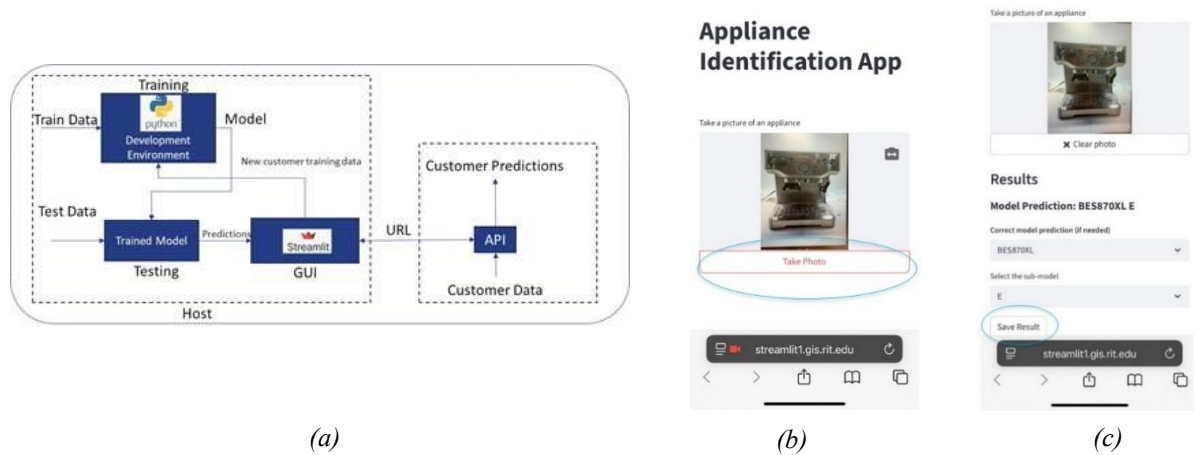 Training
python
Development
Environment
Train Data
Model
New customer training data
Test Data
Trained Model
Testing
Predictions
Streamlit
GUI
URL
Customer Predictions
API
Customer Data
Host
(a)
Appliance
Identification App
Take a picture of an appliance
Take Photo
streamlit1.gis.rit.edu
(b)
Take a picture of an appliance
✖ Clear photo
Results
Model Prediction: BES870XL E
Correct model prediction (if needed)
BES870XL
Select the sub-model
E
Save Result
streamlit1.gis.rit.edu
(c)